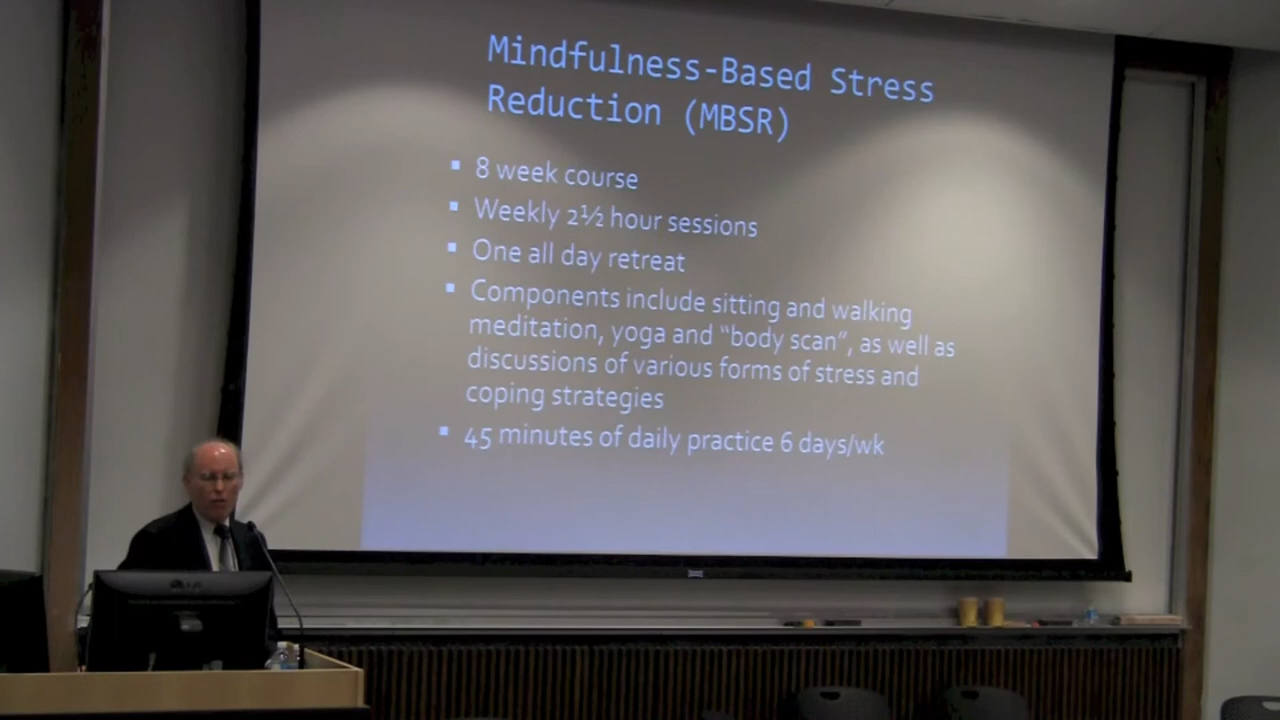 Mindfulness-Based Stress
Reduction (MBSR)
▪ 8 week course
▪ Weekly 2½ hour sessions
▪ One all day retreat
▪ Components include sitting and walking
meditation, yoga and “body scan”, as well as
discussions of various forms of stress and
coping strategies
▪ 45 minutes of daily practice 6 days/wk
LG